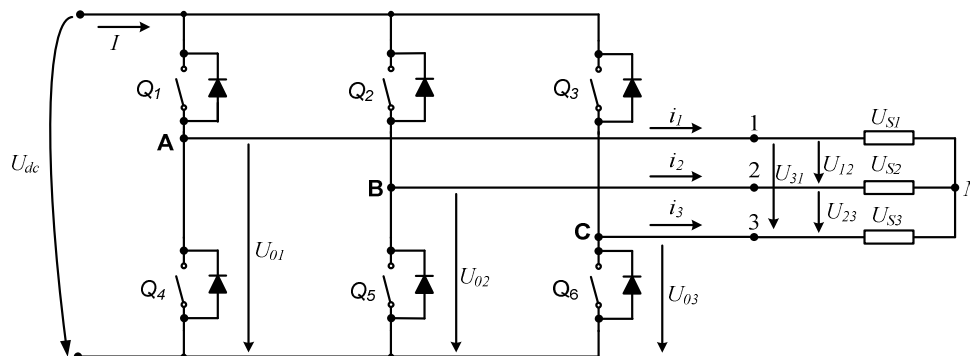 I
Q1
Q2
Q3
A
i1
1
US1
Udc
U12
i2
B
2
U31
US2
N
U23
i3
C
3
US3
U01
Q4
Q5
U02
Q6
U03